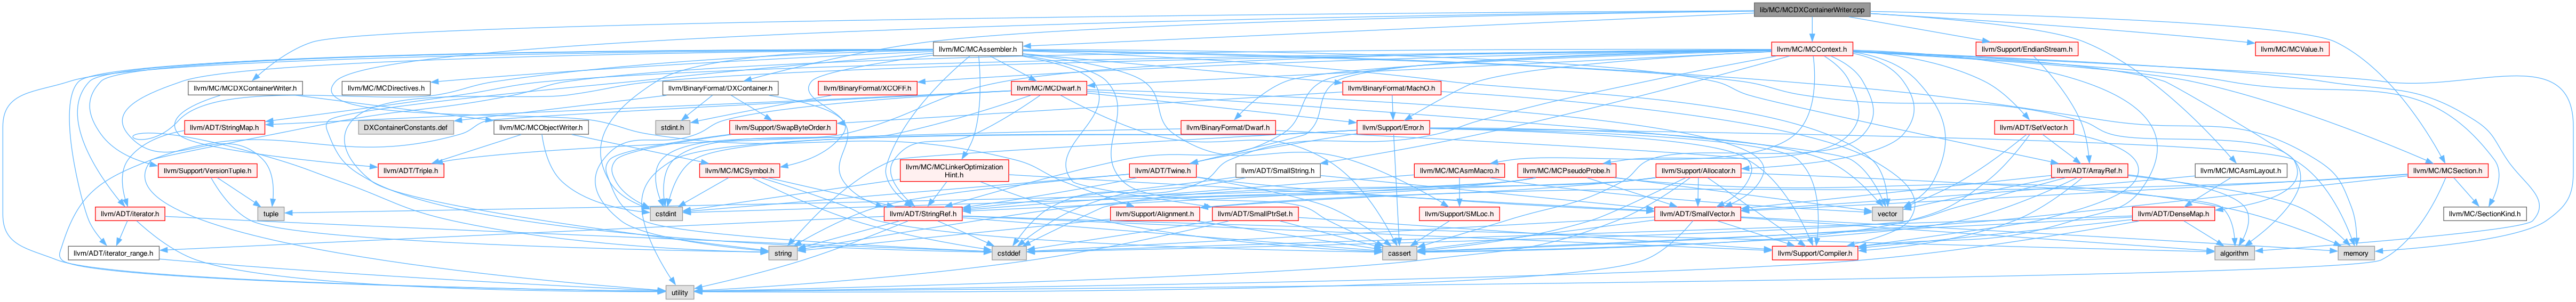 lib/MC/MCDXContainerWriter.cpp
llvm/MC/MCAssembler.h
llvm/MC/MCContext.h
llvm/Support/EndianStream.h
llvm/MC/MCValue.h
llvm/MC/MCDXContainerWriter.h
llvm/MC/MCDirectives.h
llvm/BinaryFormat/DXContainer.h
llvm/BinaryFormat/XCOFF.h
llvm/MC/MCDwarf.h
llvm/BinaryFormat/MachO.h
llvm/ADT/StringMap.h
DXContainerConstants.def
llvm/MC/MCObjectWriter.h
stdint.h
llvm/Support/SwapByteOrder.h
llvm/BinaryFormat/Dwarf.h
llvm/Support/Error.h
llvm/ADT/SetVector.h
llvm/Support/VersionTuple.h
llvm/ADT/Triple.h
llvm/MC/MCSymbol.h
llvm/MC/MCLinkerOptimization
Hint.h
llvm/ADT/Twine.h
llvm/ADT/SmallString.h
llvm/MC/MCAsmMacro.h
llvm/MC/MCPseudoProbe.h
llvm/Support/Allocator.h
llvm/ADT/ArrayRef.h
llvm/MC/MCAsmLayout.h
llvm/MC/MCSection.h
llvm/ADT/iterator.h
tuple
cstdint
llvm/ADT/StringRef.h
llvm/Support/Alignment.h
llvm/ADT/SmallPtrSet.h
llvm/Support/SMLoc.h
llvm/ADT/SmallVector.h
vector
llvm/ADT/DenseMap.h
llvm/MC/SectionKind.h
llvm/ADT/iterator_range.h
string
cstddef
cassert
llvm/Support/Compiler.h
algorithm
memory
utility